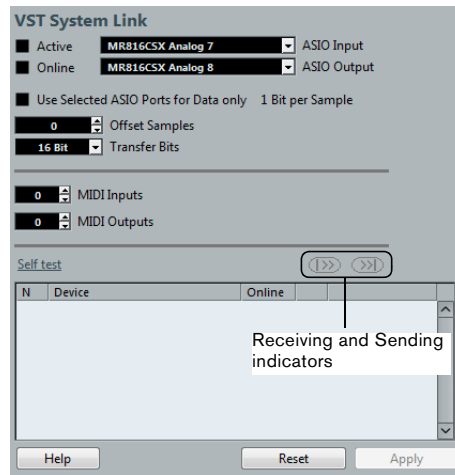 VST System Link
Active MR816CSX Analog 7 ASIO Input
Online MR816CSX Analog 8 ASIO Output
Use Selected ASIO Ports for Data only 1 Bit per Sample
0 Offset Samples
16 Bit Transfer Bits
0 MIDI Inputs
0 MIDI Outputs
Self test
N Device Online
Receiving and Sending
indicators
Help Reset Apply